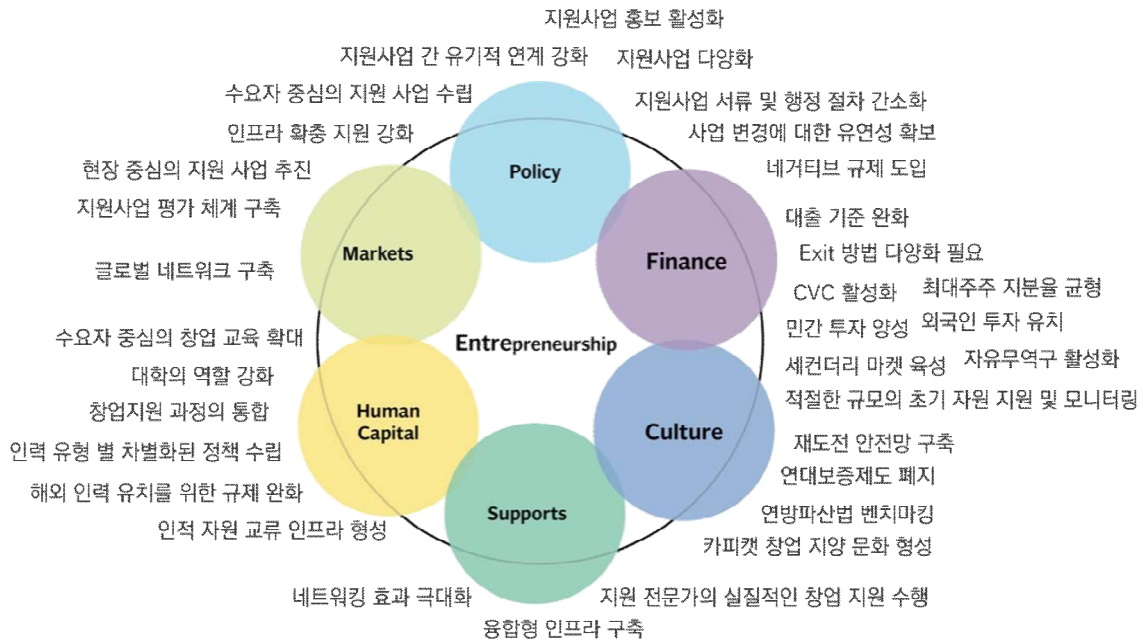 지원사업 홍보 활성화
지원사업 간 유기적 연계 강화
지원사업 다양화
수요자 중심의 지원 사업 수립
지원사업 서류 및 행정 절차 간소화
인프라 확충 지원 강화
사업 변경에 대한 유연성 확보
현장 중심의 지원 사업 추진
네거티브 규제 도입
Policy
지원사업 평가 체계 구축
대출 기준 완화
Markets
Finance
Exit 방법 다양화 필요
글로벌 네트워크 구축
CVC 활성화
최대주주 지분율 균형
민간 투자 양성
외국인 투자 유치
수요자 중심의 창업 교육 확대
Entrepreneurship
세컨더리 마켓 육성
자유무역구 활성화
대학의 역할 강화
적절한 규모의 초기 자원 지원 및 모니터링
창업지원 과정의 통합
Human
Capital
Culture
재도전 안전망 구축
인력 유형 별 차별화된 정책 수립
연대보증제도 폐지
해외 인력 유치를 위한 규제 완화
Supports
연방파산법 벤치마킹
인적 자원 교류 인프라 형성
카피캣 창업 지양 문화 형성
네트워킹 효과 극대화
지원 전문가의 실질적인 창업 지원 수행
융합형 인프라 구축